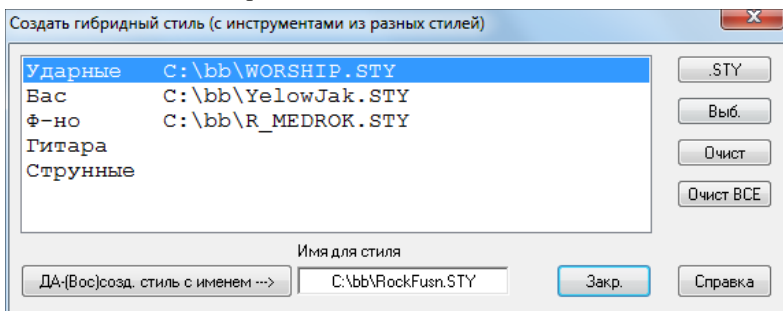 Создать гибридный стиль (с инструментами из разных стилей)
Ударные C:\bb\WORSHIP.STY
Бас C:\bb\YelowJak.STY
Ф-но C:\bb\R_MEDROK.STY
Гитара
Струнные
.STY
Выб.
Очист
Очист ВСЕ
Имя для стиля
ДА-(Вос)созд. стиль с именем --->
C:\bb\RockFusn.STY
Закр.
Справка